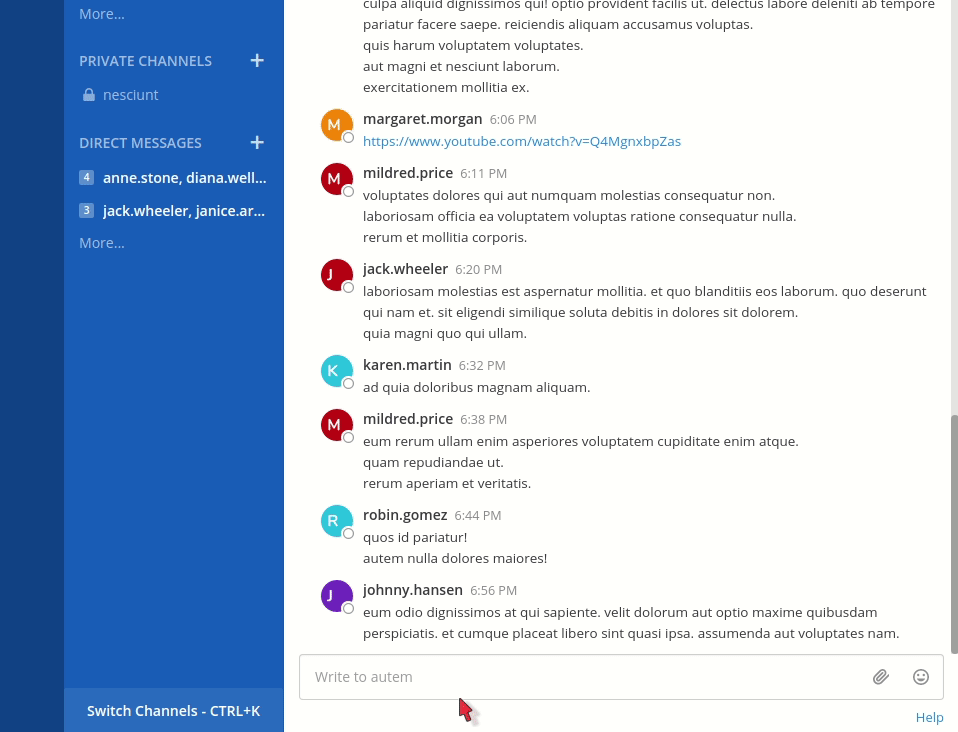 More...
PRIVATE CHANNELS +
nesciunt
DIRECT MESSAGES +
4 anne.stone, diana.well...
3 jack.wheeler, janice.ar...
More...
Switch Channels - CTRL+K
culpa aliquid dignissimos qui! optio provident facilis ut. delectus labore deleniti ab tempore
pariatur facere saepe. reiciendis aliquam accusamus voluptas.
quis harum voluptatem voluptates.
aut magni et nesciunt laborum.
exercitationem mollitia ex.
M margaret.morgan 6:06 PM
https://www.youtube.com/watch?v=Q4MgnxbpZas
M mildred.price 6:11 PM
voluptates dolores qui aut numquam molestias consequatur non.
laboriosam officia ea voluptatem voluptas ratione consequatur nulla.
rerum et mollitia corporis.
J jack.wheeler 6:20 PM
laboriosam molestias est aspernatur mollitia. et quo blanditiis eos laborum. quo deserunt
qui nam et. sit eligendi similique soluta debitis in dolores sit dolorem.
quia magni quo qui ullam.
K karen.martin 6:32 PM
ad quia doloribus magnam aliquam.
M mildred.price 6:38 PM
eum rerum ullam enim asperiores voluptatem cupiditate enim atque.
quam repudiandae ut.
rerum aperiam et veritatis.
R robin.gomez 6:44 PM
quos id pariatur!
autem nulla dolores maiores!
J johnny.hansen 6:56 PM
eum odio dignissimos at qui sapiente. velit dolorum aut optio maxime quibusdam
perspiciatis. et cumque placeat libero sint quasi ipsa. assumenda aut voluptates nam.
Write to autem
Help